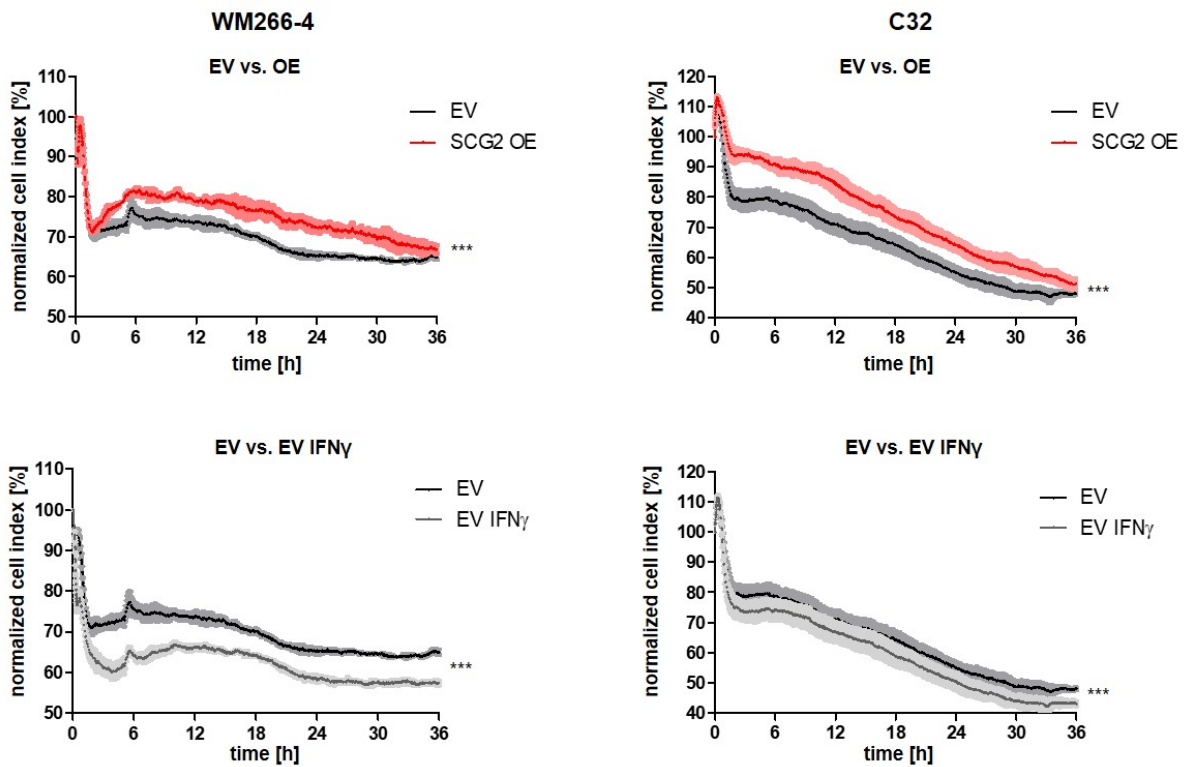 WM266-4
EV vs. OE
normalized cell index [%]
110
100
90
80
70
60
50
0 6 12 18 24 30 36
time [h]
EV
SCG2 OE
***
C32
EV vs. OE
normalized cell index [%]
120
110
100
90
80
70
60
50
40
0 6 12 18 24 30 36
time [h]
EV
SCG2 OE
***
EV vs. EV IFNγ
normalized cell index [%]
110
100
90
80
70
60
50
0 6 12 18 24 30 36
time [h]
EV
EV IFNγ
***
EV vs. EV IFNγ
normalized cell index [%]
120
110
100
90
80
70
60
50
40
0 6 12 18 24 30 36
time [h]
EV
EV IFNγ
***